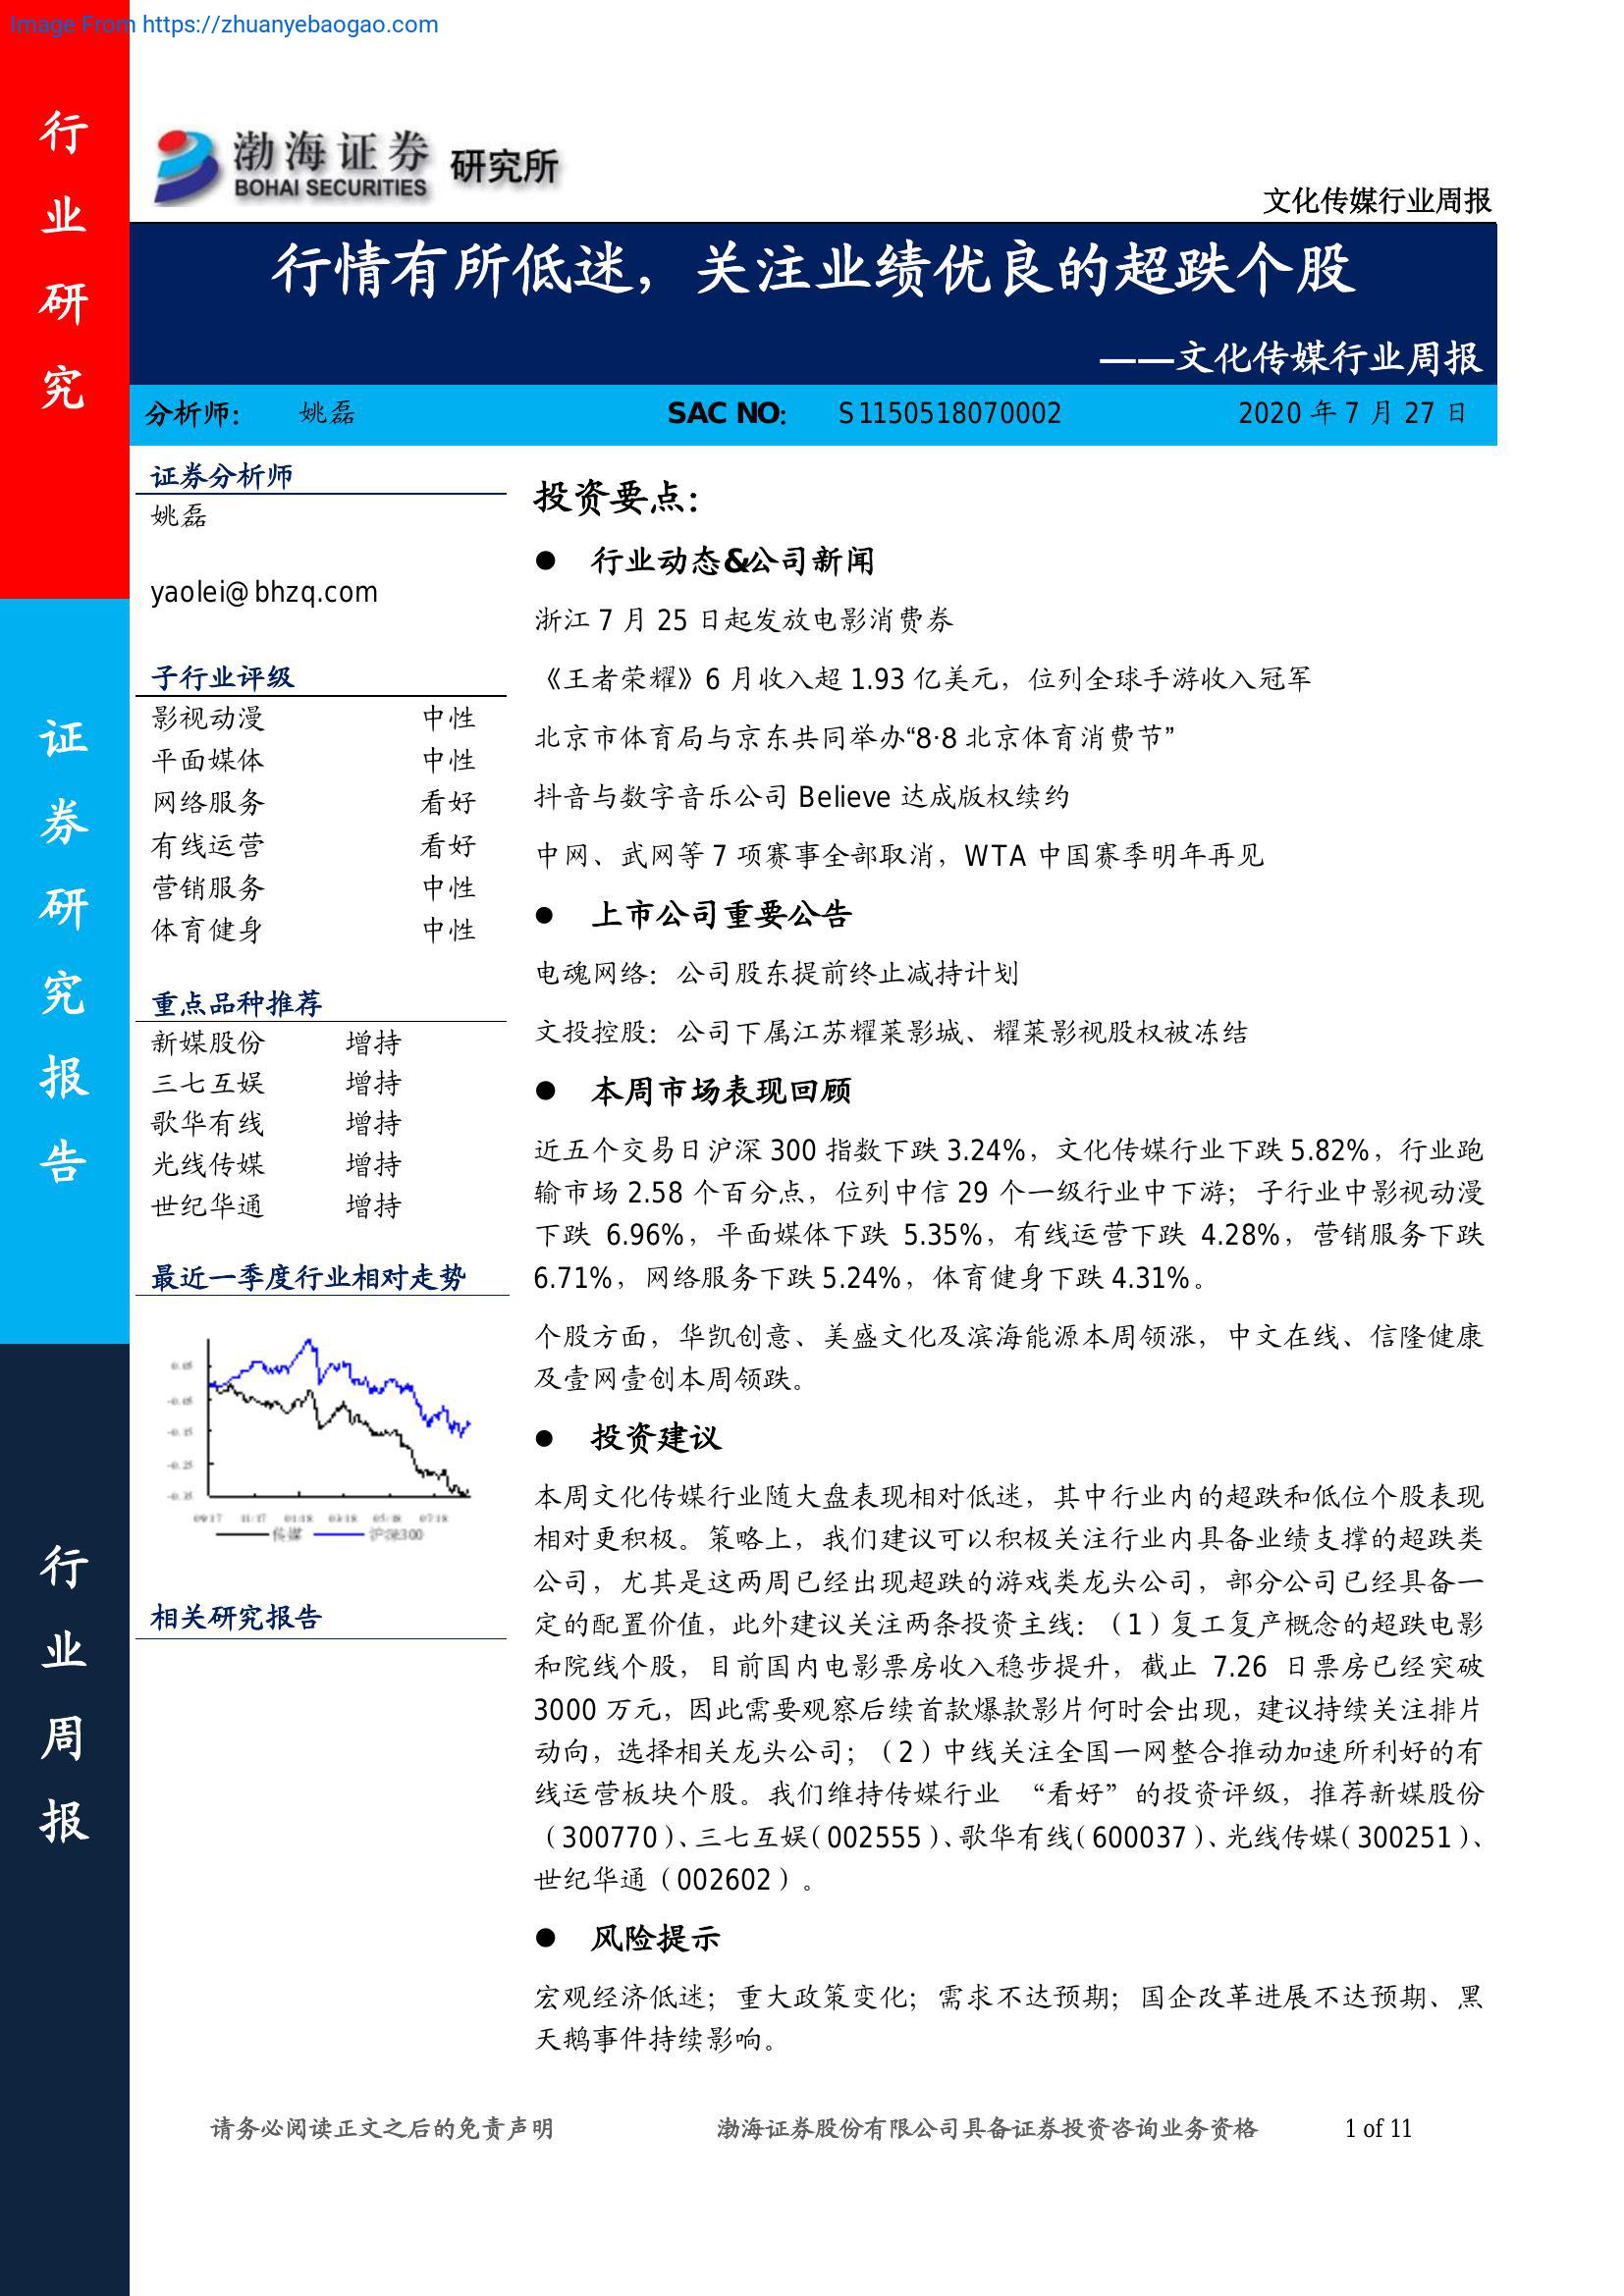 Image From https://zhuanyebaogao.com
行业研究
证券研究报告
行业周报
渤海证券 研究所
BOHAI SECURITIES
文化传媒行业周报
行情有所低迷，关注业绩优良的超跌个股
——文化传媒行业周报
分析师： 姚磊 SAC NO： S1150518070002 2020 年 7 月 27 日
证券分析师
姚磊
yaolei@bhzq.com
子行业评级
影视动漫 中性
平面媒体 中性
网络服务 看好
有线运营 看好
营销服务 中性
体育健身 中性
重点品种推荐
新媒股份 增持
三七互娱 增持
歌华有线 增持
光线传媒 增持
世纪华通 增持
最近一季度行业相对走势
0.05
-0.05
-0.15
-0.25
-0.35
09/17 11/17 01/18 03/18 05/18 07/18
传媒 沪深300
相关研究报告
投资要点：
● 行业动态&公司新闻
浙江 7 月 25 日起发放电影消费券
《王者荣耀》6 月收入超 1.93 亿美元，位列全球手游收入冠军
北京市体育局与京东共同举办“8·8 北京体育消费节”
抖音与数字音乐公司 Believe 达成版权续约
中网、武网等 7 项赛事全部取消，WTA 中国赛季明年再见
● 上市公司重要公告
电魂网络：公司股东提前终止减持计划
文投控股：公司下属江苏耀莱影城、耀莱影视股权被冻结
● 本周市场表现回顾
近五个交易日沪深 300 指数下跌 3.24%，文化传媒行业下跌 5.82%，行业跑
输市场 2.58 个百分点，位列中信 29 个一级行业中下游；子行业中影视动漫
下跌 6.96%，平面媒体下跌 5.35%，有线运营下跌 4.28%，营销服务下跌
6.71%，网络服务下跌 5.24%，体育健身下跌 4.31%。
个股方面，华凯创意、美盛文化及滨海能源本周领涨，中文在线、信隆健康
及壹网壹创本周领跌。
● 投资建议
本周文化传媒行业随大盘表现相对低迷，其中行业内的超跌和低位个股表现
相对更积极。策略上，我们建议可以积极关注行业内具备业绩支撑的超跌类
公司，尤其是这两周已经出现超跌的游戏类龙头公司，部分公司已经具备一
定的配置价值，此外建议关注两条投资主线：（1）复工复产概念的超跌电影
和院线个股，目前国内电影票房收入稳步提升，截止 7.26 日票房已经突破
3000 万元，因此需要观察后续首款爆款影片何时会出现，建议持续关注排片
动向，选择相关龙头公司；（2）中线关注全国一网整合推动加速所利好的有
线运营板块个股。我们维持传媒行业 “看好”的投资评级，推荐新媒股份
（300770）、三七互娱（002555）、歌华有线（600037）、光线传媒（300251）、
世纪华通（002602）。
● 风险提示
宏观经济低迷；重大政策变化；需求不达预期；国企改革进展不达预期、黑
天鹅事件持续影响。
请务必阅读正文之后的免责声明 渤海证券股份有限公司具备证券投资咨询业务资格 1 of 11